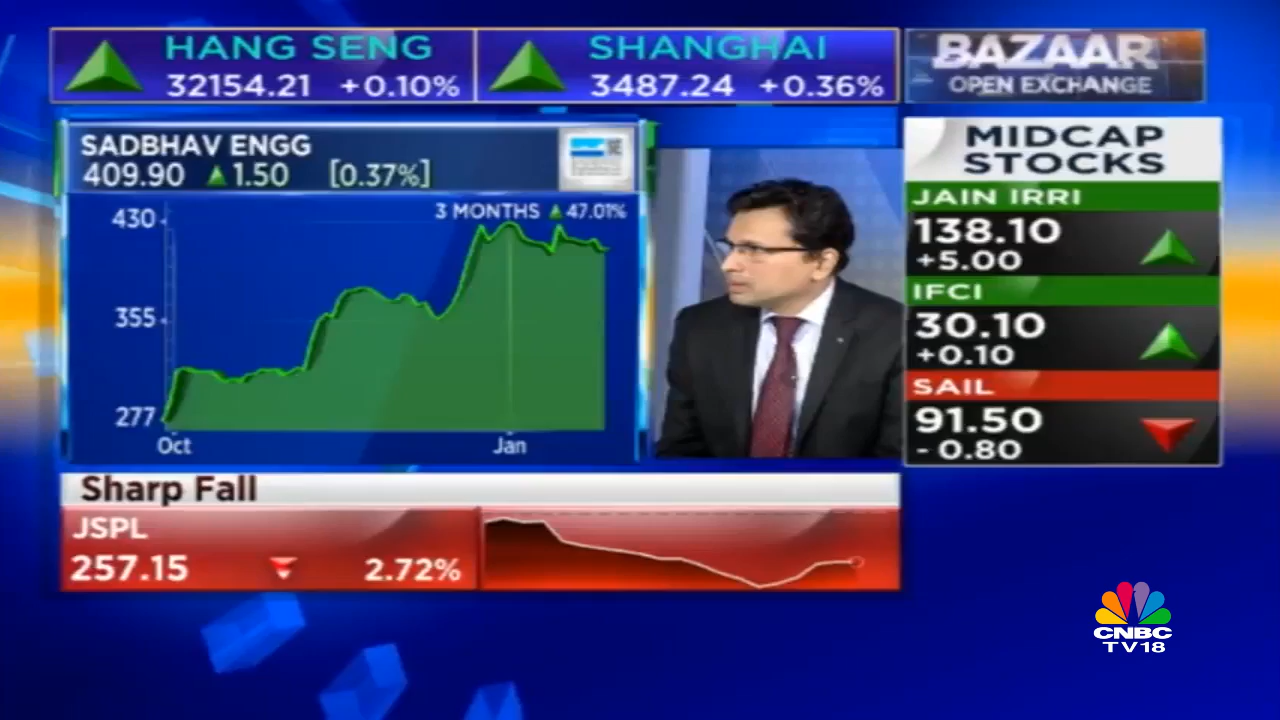 HANG SENG
32154.21 +0.10%
SHANGHAI
3487.24 +0.36%
BAZAAR
OPEN EXCHANGE
SADBHAV ENGG
409.90 1.50 [0.37%]
3 MONTHS 47.01%
430
355
277
Oct Jan
MIDCAP
STOCKS
JAIN IRRI
138.10
+5.00
IFCI
30.10
+0.10
SAIL
91.50
- 0.80
Sharp Fall
JSPL
257.15 2.72%
CNBC
TV18